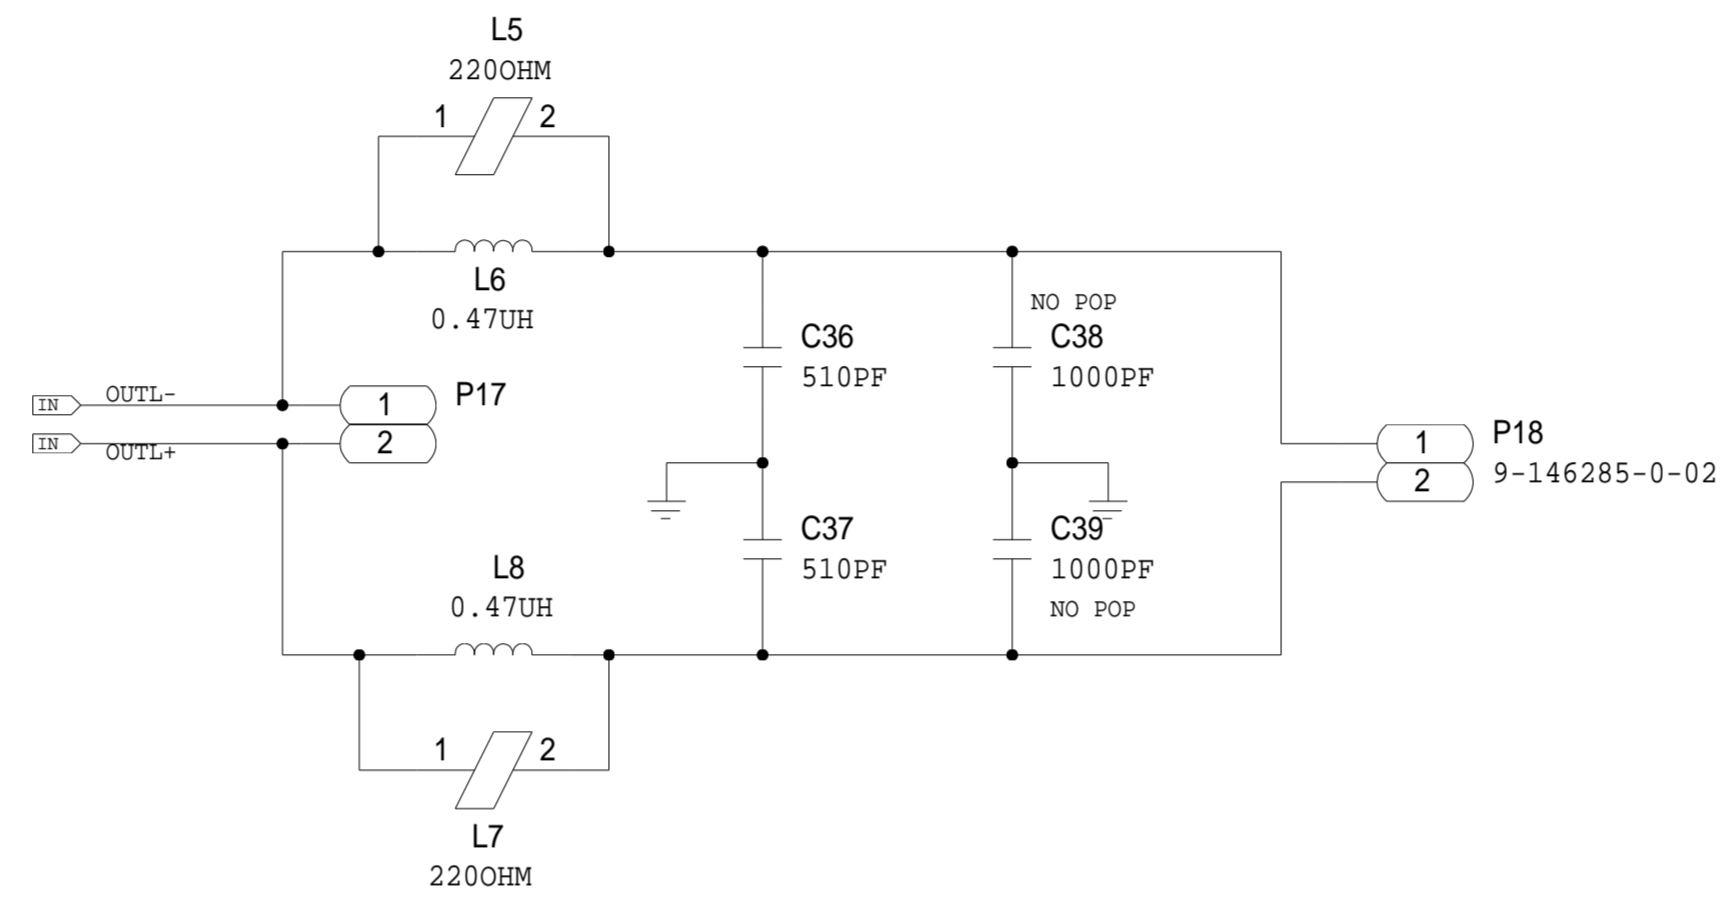 L5
220OHM
1
2
L6
0.47UH
NO POP
C36
C38
510PF
1000PF
IN
OUTL-
1
P17
IN
OUTL+
2
1
P18
2
9-146285-0-02
C37
C39
510PF
1000PF
NO POP
L8
0.47UH
1
2
L7
220OHM